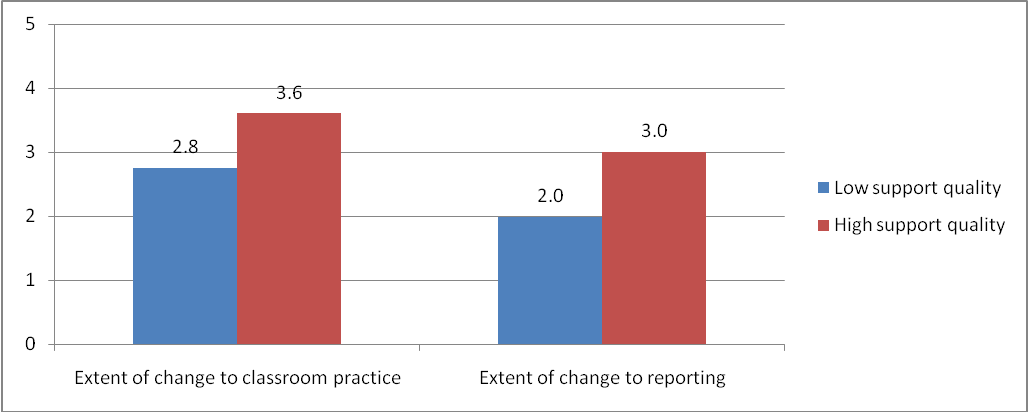 5
4
3
2
1
0
2.8
3.6
2.0
3.0
Extent of change to classroom practice
Extent of change to reporting
Low support quality
High support quality